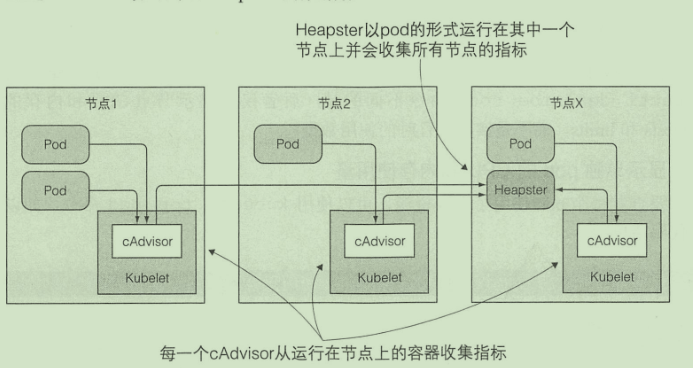 Heapster以pod的形式运行在其中一个
节点上并会收集所有节点的指标
节点1
节点2
节点X
Pod
Pod
Pod
Pod
Heapster
cAdvisor
cAdvisor
cAdvisor
Kubelet
Kubelet
Kubelet
每一个cAdvisor从运行在节点上的容器收集指标